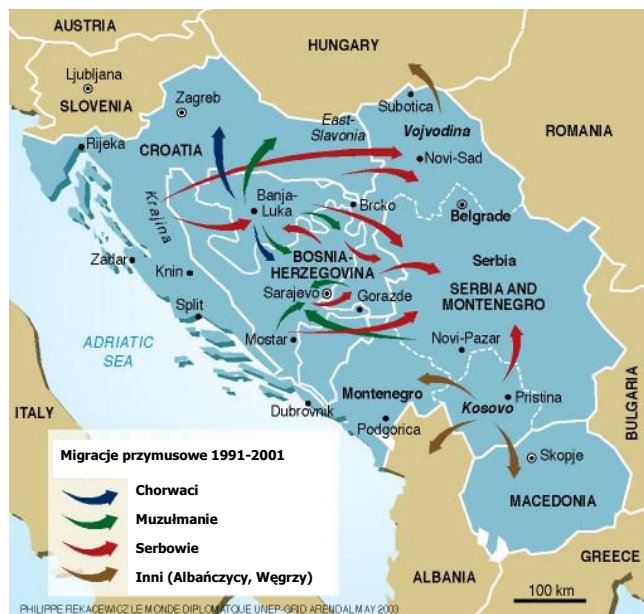 AUSTRIA
HUNGARY
Ljubljana
SLOVENIA
Zagreb
Subotica
East-
Slavonia
Vojvodina
ROMANIA
Rijeka
CROATIA
Novi-Sad
Krajina
Banja-
Luka
Brcko
Belgrade
BOSNIA-
HERZEGOVINA
Serbia
Zadar
Knin
Sarajevo
SERBIA AND
MONTENEGRO
Gorazde
Split
ADRIATIC
SEA
Mostar
Novi-Pazar
BULGARIA
ITALY
Montenegro
Kosovo
Pristina
Dubrovnik
Podgorica
Skopje
MACEDONIA
Migracje przymusowe 1991-2001
Chorwaci
Muzułmanie
Serbowie
Inni (Albańczycy, Węgrzy)
ALBANIA
GREECE
100 km
PHILIPPE REKACEWICZ LE MONDE DIPLOMATIQUE UNEP-GRID ARENDAL MAY 2003